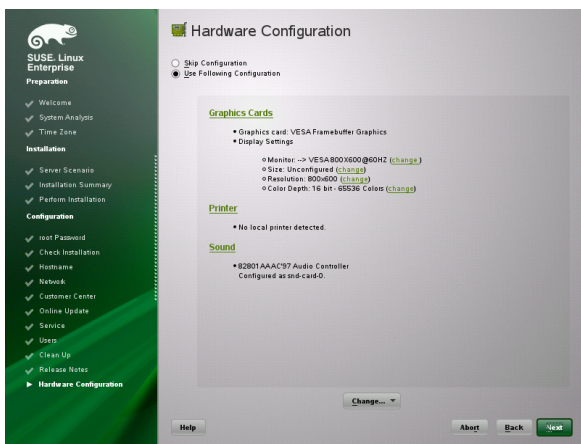 SUSE. Linux
Enterprise
Preparation
Welcome
System Analysis
Time Zone
Installation
Server Scenario
Installation Summary
Perform Installation
Configuration
root Password
Check Installation
Hostname
Network
Customer Center
Online Update
Service
Users
Clean Up
Release Notes
Hardware Configuration
Hardware Configuration
Skip Configuration
Use Following Configuration
Graphics Cards
Graphics card: VESA Framebuffer Graphics
Display Settings
Monitor: --> VESA 800X600@60HZ (change )
Size: Unconfigured (change)
Resolution: 800x600 (change)
Color Depth: 16 bit - 65536 Colors (change)
Printer
No local printer detected.
Sound
82801AAAC'97 Audio Controller
Configured as snd-card-0.
Change...
Help
Abort
Back
Next